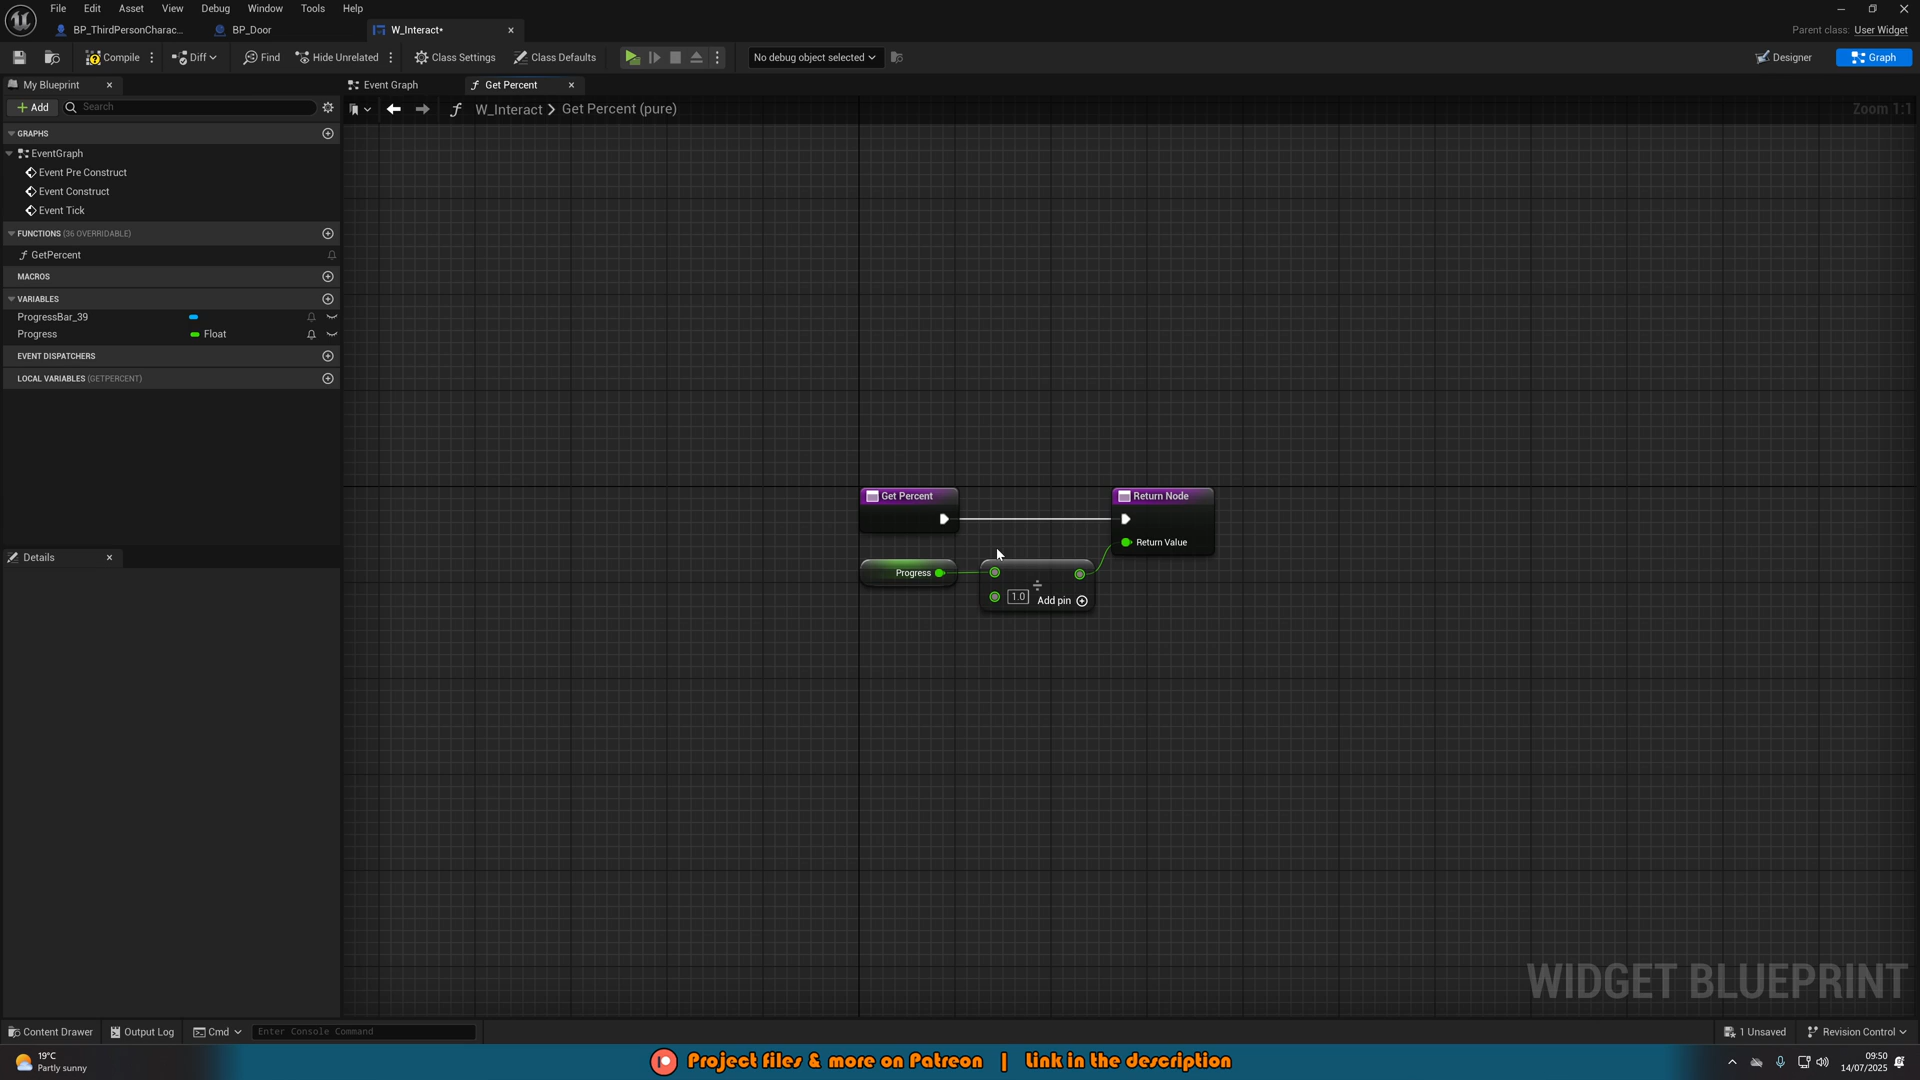 File Edit Asset View Debug Window Tools Help
BP_ThirdPersonCharac... BP_Door W_Interact•
Parent class: User Widget
Compile Diff Find Hide Unrelated Class Settings Class Defaults No debug object selected Designer Graph
My Blueprint Event Graph Get Percent
Add Search
W_Interact > Get Percent (pure)
Zoom 1:1
GRAPHS
EventGraph
Event Pre Construct
Event Construct
Event Tick
FUNCTIONS (36 OVERRIDABLE)
GetPercent
MACROS
VARIABLES
ProgressBar_39
Progress Float
EVENT DISPATCHERS
LOCAL VARIABLES (GETPERCENT)
Get Percent
Return Node
Return Value
Progress
÷
1.0 Add pin
Details
WIDGET BLUEPRINT
Content Drawer Output Log Cmd Enter Console Command 1 Unsaved Revision Control
19°C
Partly sunny
Project files & more on Patreon | Link in the description
09:50
14/07/2025